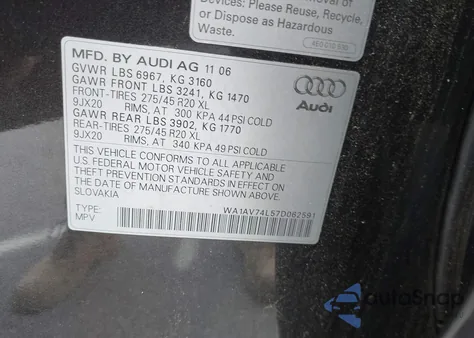 Devices: Please Reuse, Recycle,
or Dispose as Hazardous
Waste.
4E0 010 530
MFD. BY AUDI AG 11 06
GVWR LBS 6967, KG 3160
GAWR FRONT LBS 3241, KG 1470
FRONT-TIRES 275/45 R20 XL
9JX20 RIMS, AT 300 KPA 44 PSI COLD
GAWR REAR LBS 3902, KG 1770
REAR-TIRES 275/45 R20 XL
9JX20 RIMS, AT 340 KPA 49 PSI COLD
THIS VEHICLE CONFORMS TO ALL APPLICABLE
U.S. FEDERAL MOTOR VEHICLE SAFETY AND
THEFT PREVENTION STANDARDS IN EFFECT ON
THE DATE OF MANUFACTURE SHOWN ABOVE.
SLOVAKIA
Audi
TYPE:
MPV
WA1AV74L57D062591
autoSnap